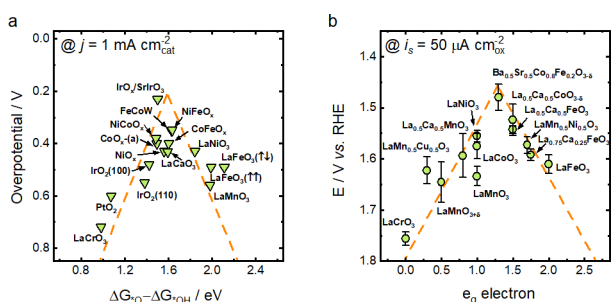 a
@ j = 1 mA cm⁻²cat
Overpotential / V
0.0
0.2
0.4
0.6
0.8
IrOₓ/SrIrO₃
FeCoW
NiFeOₓ
NiCoOₓ
CoFeOₓ
CoOₓ-(a)
LaNiO₃
NiOₓ
LaCaO₃
LaFeO₃(↑↓)
IrO₂(100)
LaFeO₃(↑↑)
PtO₂
IrO₂(110)
LaMnO₃
LaCrO₃
0.8 1.2 1.6 2.0 2.4
ΔG*O−ΔG*OH / eV
b
@ iₛ = 50 μA cm⁻²ox
E / V vs. RHE
1.4
1.5
1.6
1.7
1.8
Ba₀.₅Sr₀.₅Co₀.₈Fe₀.₂O₃₋δ
LaNiO₃
La₀.₅Ca₀.₅CoO₃₋δ
La₀.₅Ca₀.₅MnO₃
La₀.₅Ca₀.₅FeO₃
LaMn₀.₅Ni₀.₅O₃
LaMn₀.₅Cu₀.₅O₃
LaCoO₃
La₀.₇₅Ca₀.₂₅FeO₃
LaFeO₃
LaMnO₃
LaMnO₃₊δ
LaCrO₃
0.0 0.5 1.0 1.5 2.0 2.5
eg electron